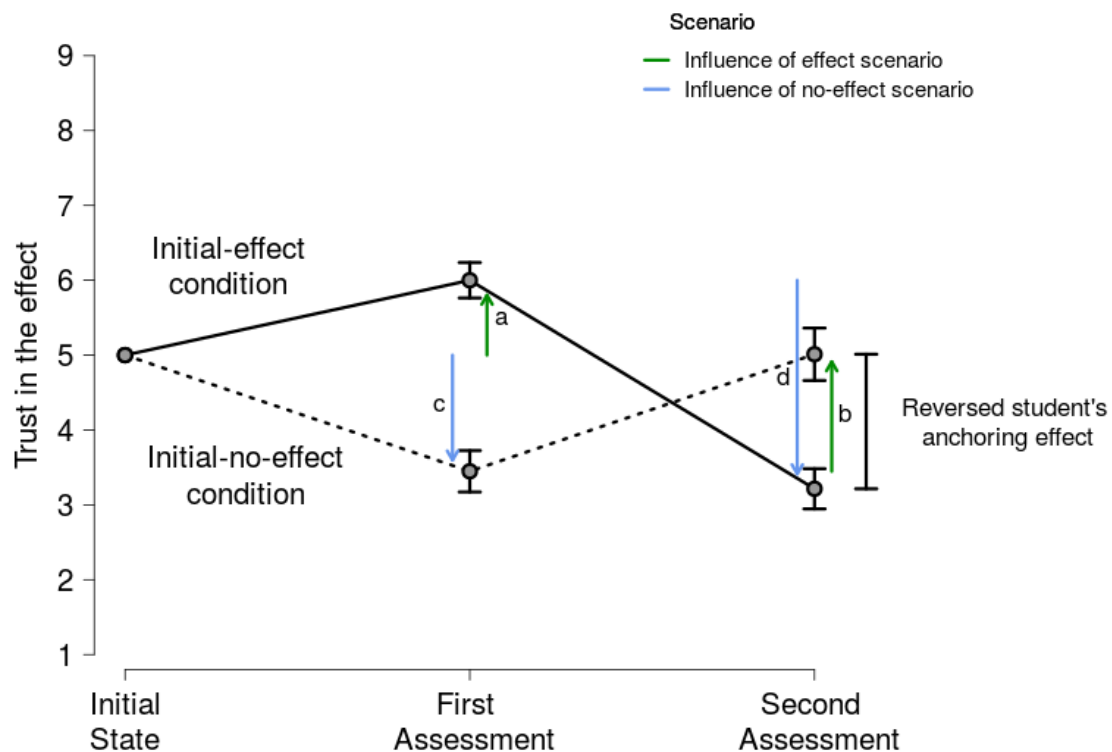 Scenario
Influence of effect scenario
Influence of no-effect scenario
Trust in the effect
9
8
7
6
5
4
3
2
1
Initial-effect
condition
Initial-no-effect
condition
a
c
d
b
Reversed student's
anchoring effect
Initial
State
First
Assessment
Second
Assessment